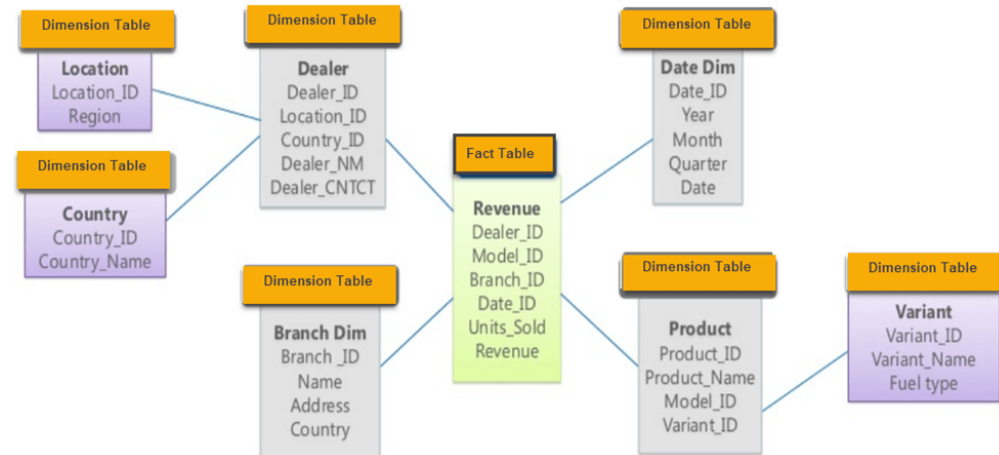 Dimension Table
Location
Location_ID
Region
Dimension Table
Country
Country_ID
Country_Name
Dimension Table
Dealer
Dealer_ID
Location_ID
Country_ID
Dealer_NM
Dealer_CNTCT
Dimension Table
Branch Dim
Branch _ID
Name
Address
Country
Fact Table
Revenue
Dealer_ID
Model_ID
Branch_ID
Date_ID
Units_Sold
Revenue
Dimension Table
Date Dim
Date_ID
Year
Month
Quarter
Date
Dimension Table
Product
Product_ID
Product_Name
Model_ID
Variant_ID
Dimension Table
Variant
Variant_ID
Variant_Name
Fuel type